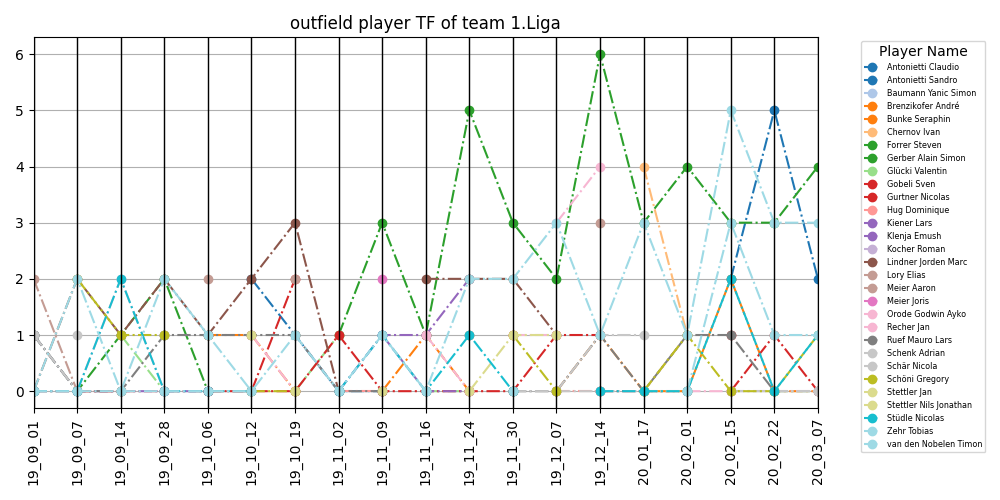 outfield player TF of team 1.Liga
6
5
4
3
2
1
0
19_09_01
19_09_07
19_09_14
19_09_28
19_10_06
19_10_12
19_10_19
19_11_02
19_11_09
19_11_16
19_11_24
19_11_30
19_12_07
19_12_14
20_01_17
20_02_01
20_02_15
20_02_22
20_03_07
Player Name
Antonietti Claudio
Antonietti Sandro
Baumann Yanic Simon
Brenzikofer André
Bunke Seraphin
Chernov Ivan
Forrer Steven
Gerber Alain Simon
Glücki Valentin
Gobeli Sven
Gurtner Nicolas
Hug Dominique
Kiener Lars
Klenja Emush
Kocher Roman
Lindner Jorden Marc
Lory Elias
Meier Aaron
Meier Joris
Orode Godwin Ayko
Recher Jan
Ruef Mauro Lars
Schenk Adrian
Schär Nicola
Schöni Gregory
Stettler Jan
Stettler Nils Jonathan
Stüdle Nicolas
Zehr Tobias
van den Nobelen Timon